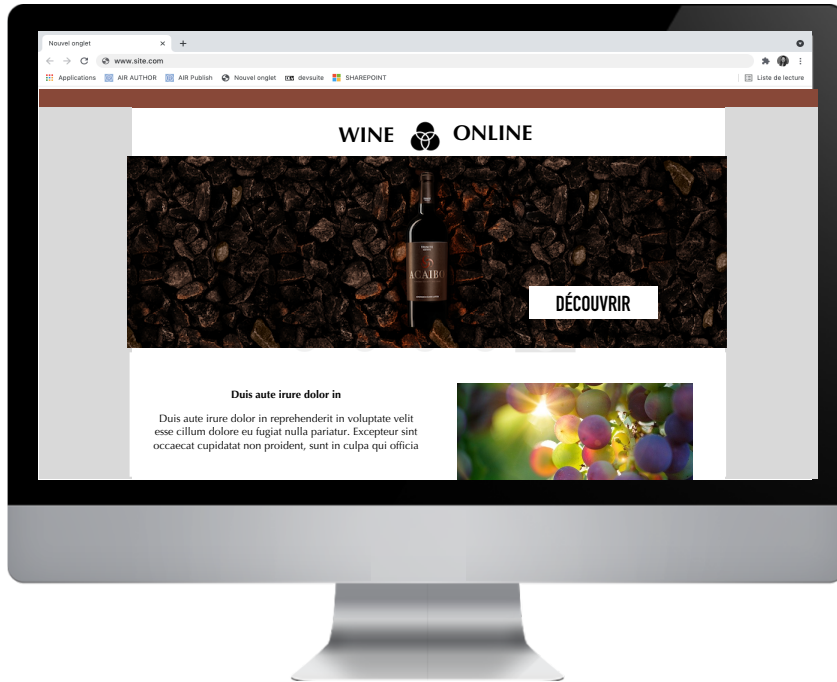 Nouvel onglet
www.site.com
Applications AIR AUTHOR AIR Publish Nouvel onglet devsuite SHAREPOINT Liste de lecture
WINE ONLINE
ACAIBO
DÉCOUVRIR
Duis aute irure dolor in
Duis aute irure dolor in reprehenderit in voluptate velit
esse cillum dolore eu fugiat nulla pariatur. Excepteur sint
occaecat cupidatat non proident, sunt in culpa qui officia